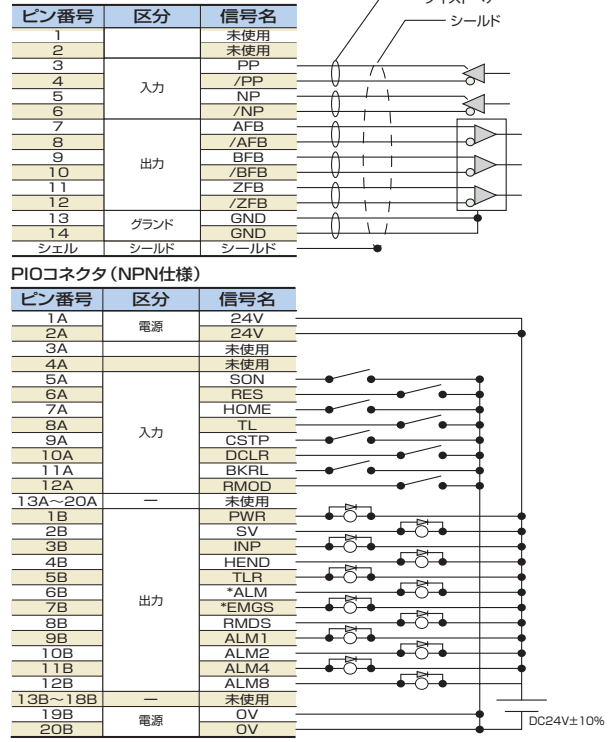 ピン番号 区分 信号名
1 未使用
2 未使用
3 入力 PP
4 /PP
5 NP
6 /NP
7 出力 AFB
8 /AFB
9 BFB
10 /BFB
11 ZFB
12 /ZFB
13 グランド GND
14 GND
シェル シールド シールド
シールド
PIOコネクタ（NPN仕様）
ピン番号 区分 信号名
1A 電源 24V
2A 24V
3A 未使用
4A 未使用
5A 入力 SON
6A RES
7A HOME
8A TL
9A CSTP
10A DCLR
11A BKRL
12A RMOD
13A～20A ― 未使用
1B 出力 PWR
2B SV
3B INP
4B HEND
5B TLR
6B *ALM
7B *EMGS
8B RMDS
9B ALM1
10B ALM2
11B ALM4
12B ALM8
13B～18B ― 未使用
19B 電源 0V
20B 0V
DC24V±10%